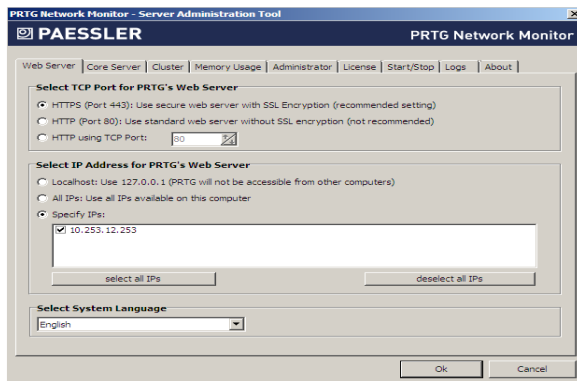 PRTG Network Monitor - Server Administration Tool
PAESSLER PRTG Network Monitor
Web Server Core Server Cluster Memory Usage Administrator License Start/Stop Logs About
Select TCP Port for PRTG's Web Server
HTTPS (Port 443): Use secure web server with SSL Encryption (recommended setting)
HTTP (Port 80): Use standard web server without SSL encryption (not recommended)
HTTP using TCP Port: 80
Select IP Address for PRTG's Web Server
Localhost: Use 127.0.0.1 (PRTG will not be accessible from other computers)
All IPs: Use all IPs available on this computer
Specify IPs:
10.253.12.253
select all IPs deselect all IPs
Select System Language
English
Ok Cancel